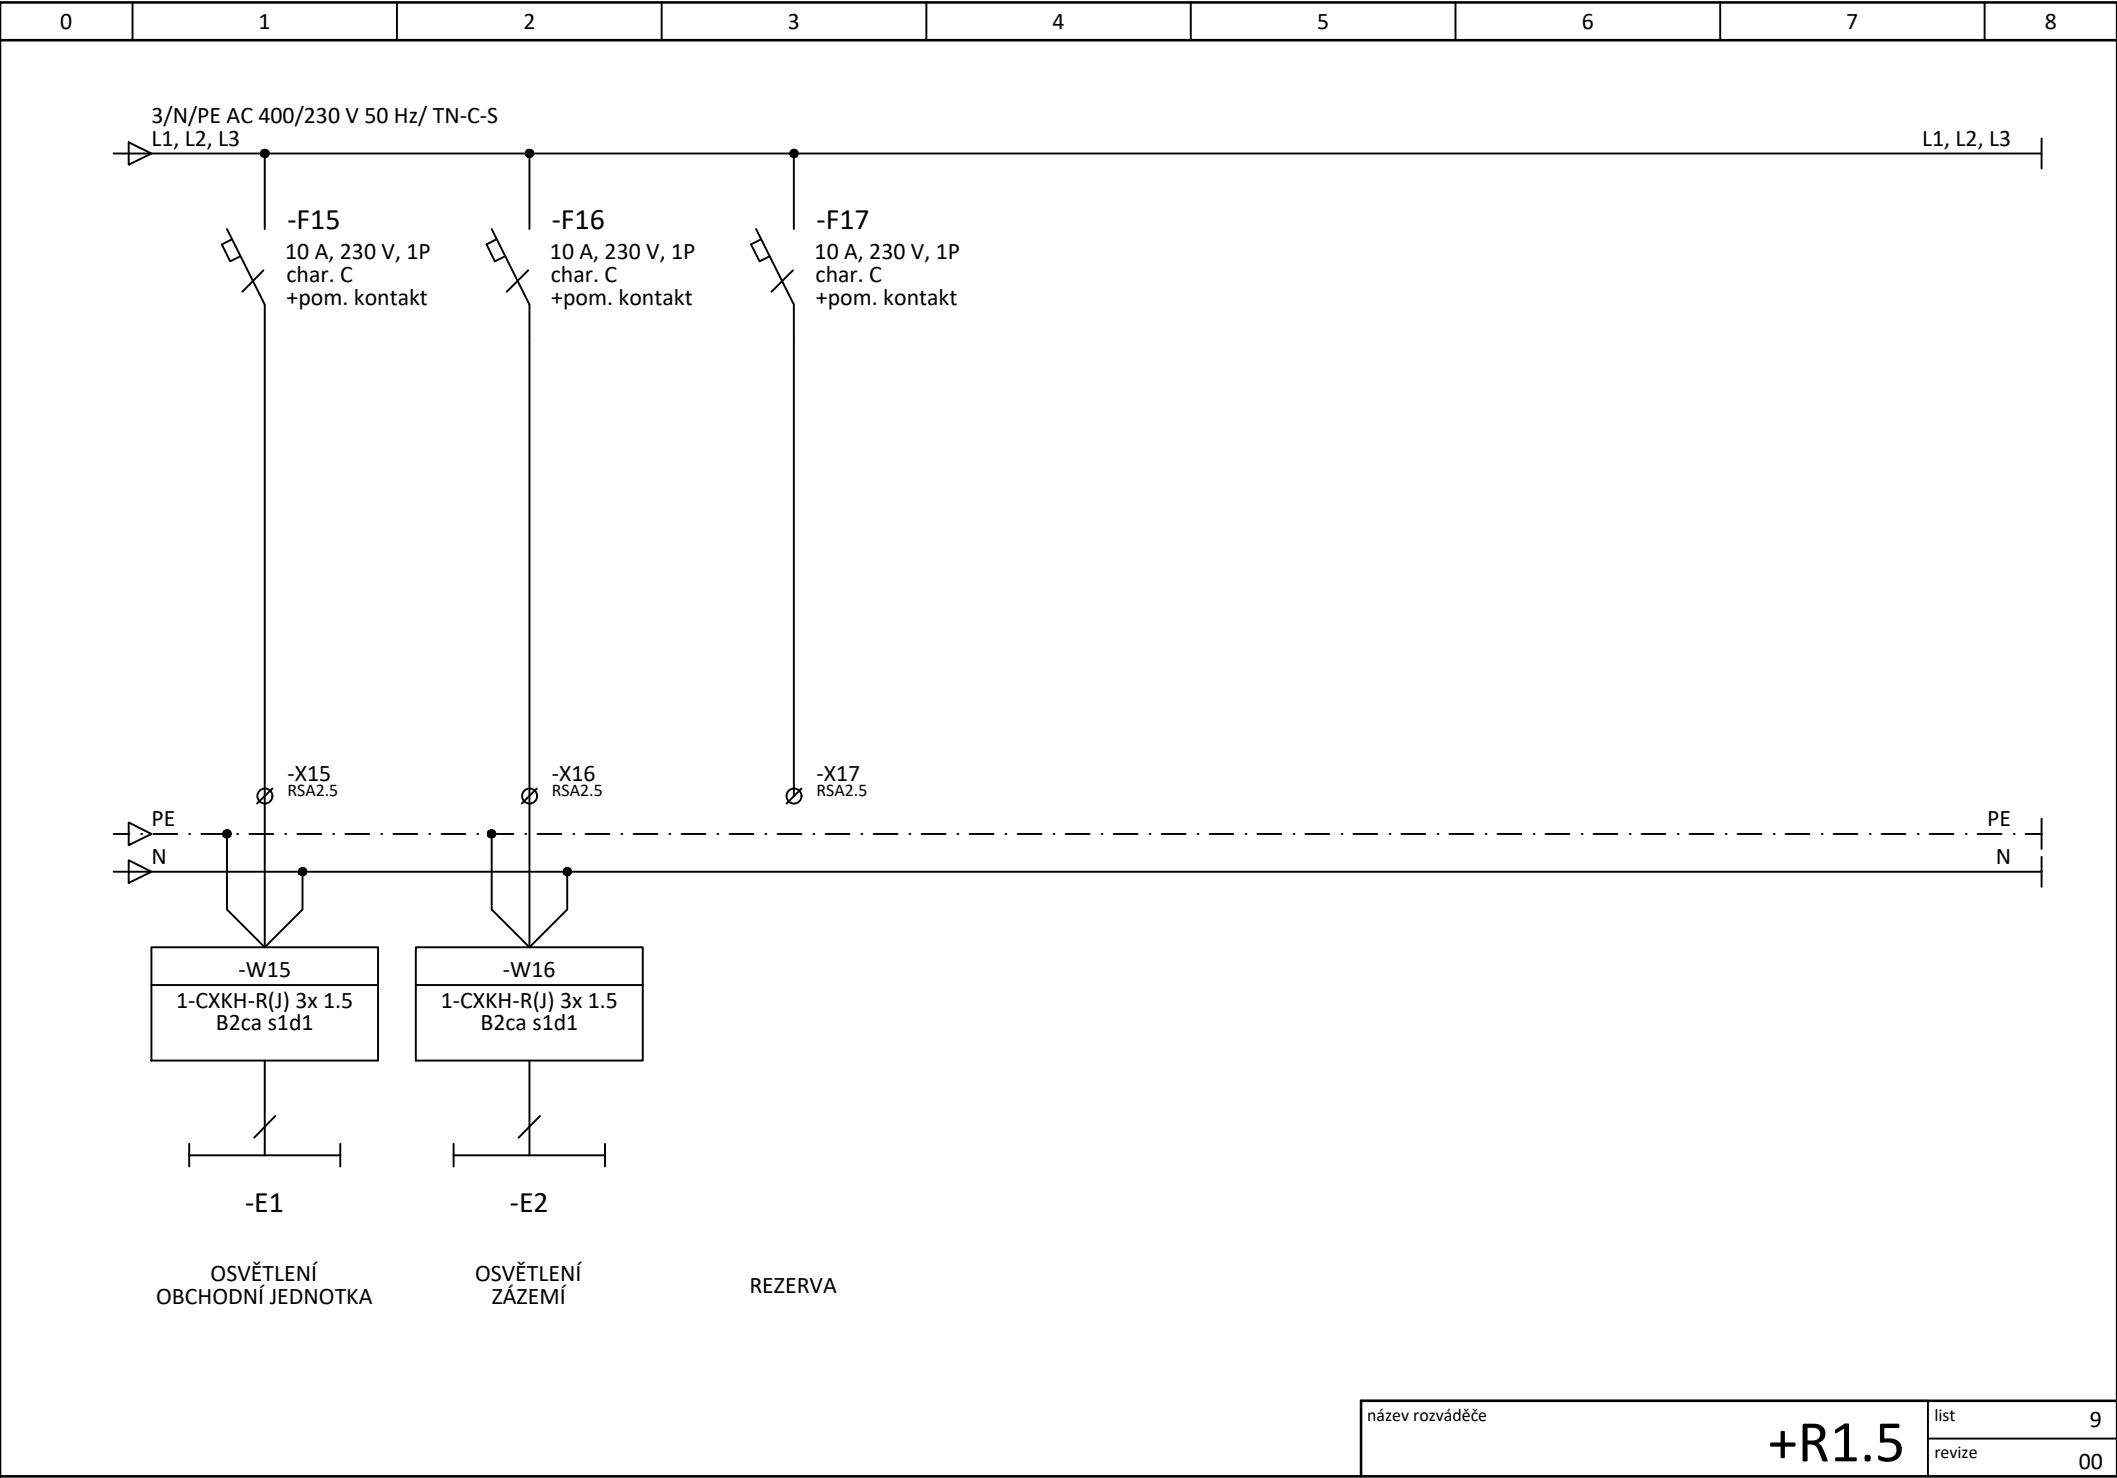 0 1 2 3 4 5 6 7 8
3/N/PE AC 400/230 V 50 Hz/ TN-C-S
L1, L2, L3
L1, L2, L3
-F15
10 A, 230 V, 1P
char. C
+pom. kontakt
-F16
10 A, 230 V, 1P
char. C
+pom. kontakt
-F17
10 A, 230 V, 1P
char. C
+pom. kontakt
-X15
RSA2.5
-X16
RSA2.5
-X17
RSA2.5
PE
PE
N
N
-W15
1-CXKH-R(J) 3x 1.5
B2ca s1d1
-W16
1-CXKH-R(J) 3x 1.5
B2ca s1d1
-E1
-E2
OSVĚTLENÍ
OBCHODNÍ JEDNOTKA
OSVĚTLENÍ
ZÁZEMÍ
REZERVA
název rozváděče
+R1.5
list 9
revize 00